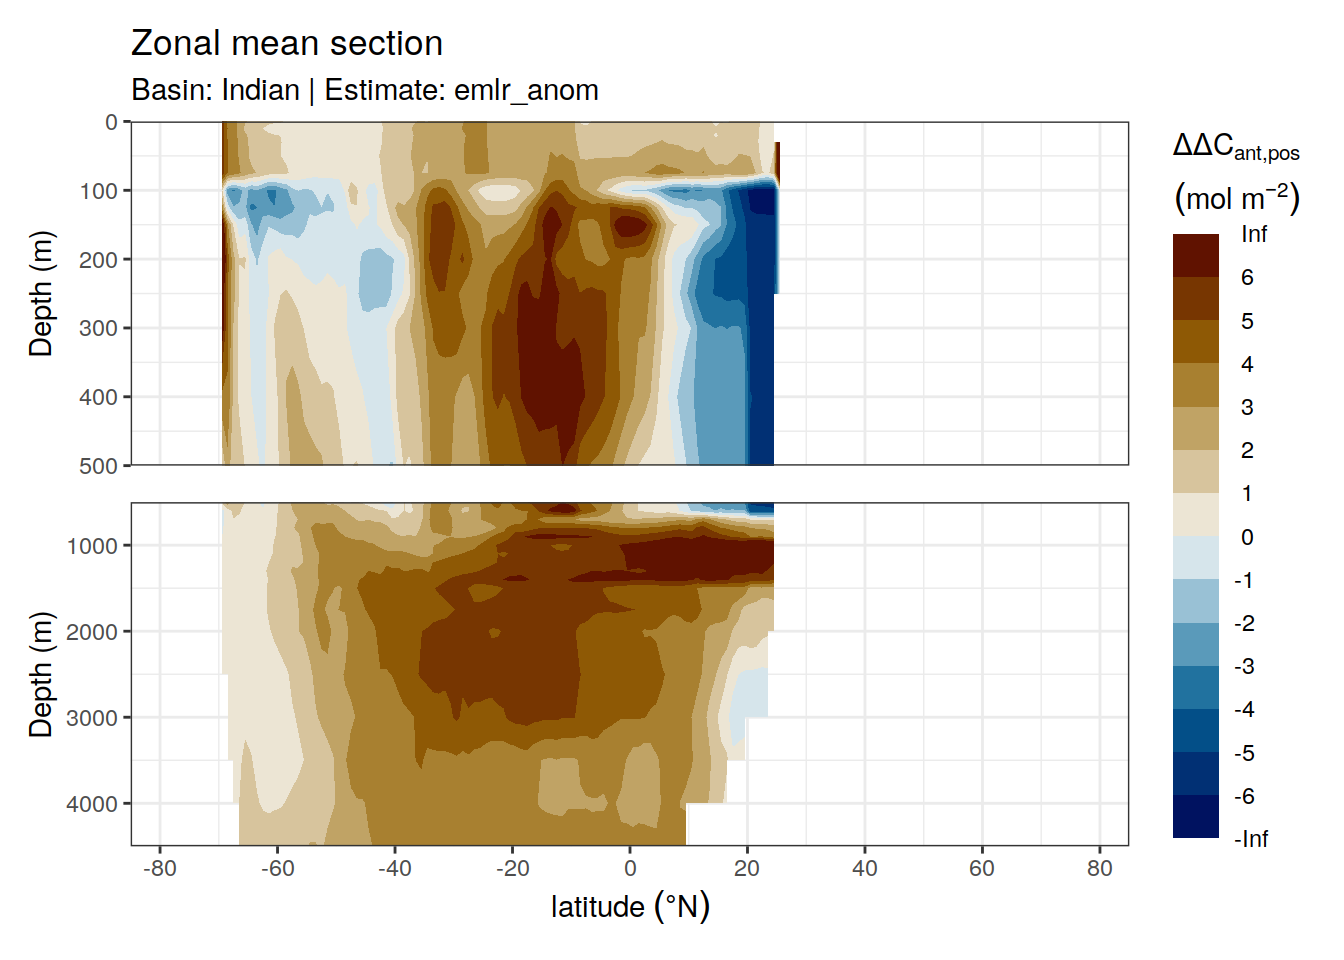 Zonal mean section
Basin: Indian | Estimate: emlr_anom
ΔΔCant,pos
(mol m−2)
Inf
6
5
4
3
2
1
0
-1
-2
-3
-4
-5
-6
-Inf
Depth (m)
0
100
200
300
400
500
Depth (m)
1000
2000
3000
4000
-80 -60 -40 -20 0 20 40 60 80
latitude (°N)